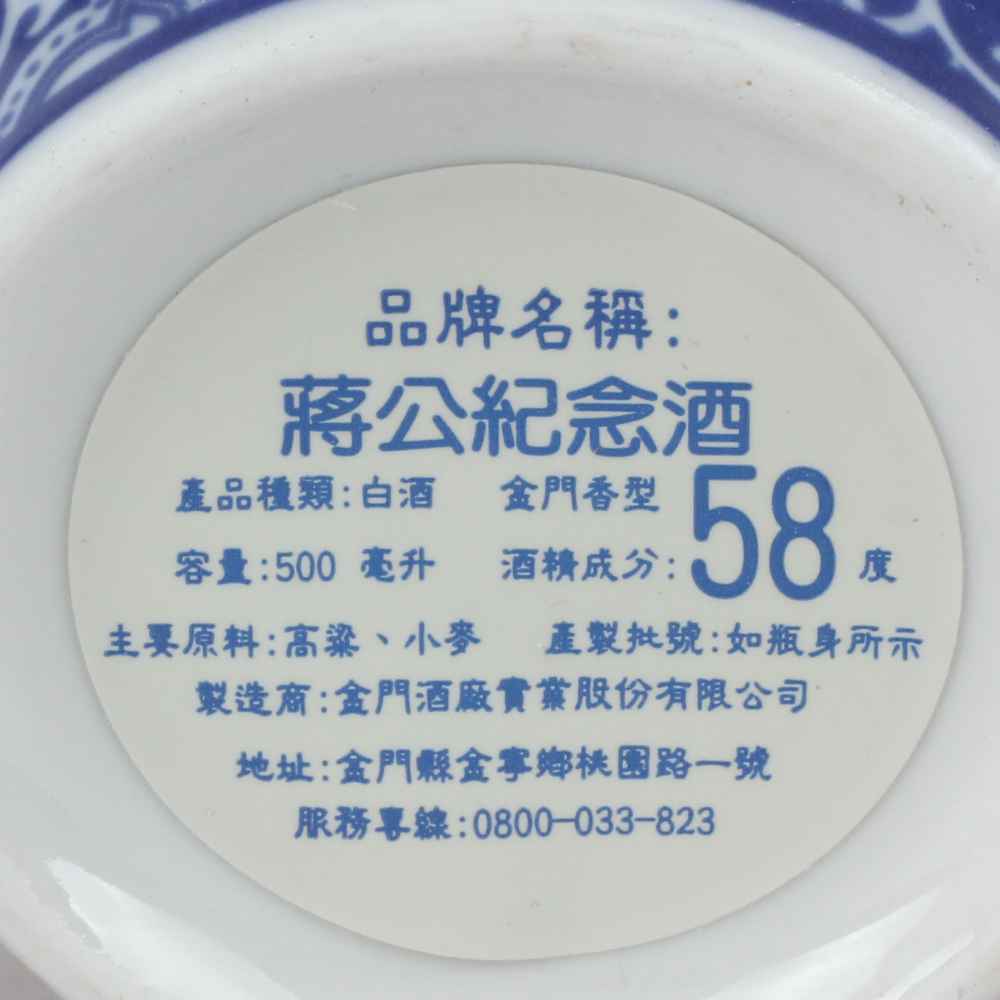 品牌名稱:
蔣公紀念酒
產品種類:白酒 金門香型
容量:500 毫升 酒精成分:58度
主要原料:高粱、小麥 產製批號:如瓶身所示
製造商:金門酒廠實業股份有限公司
地址:金門縣金寧鄉桃園路一號
服務專線:0800-033-823